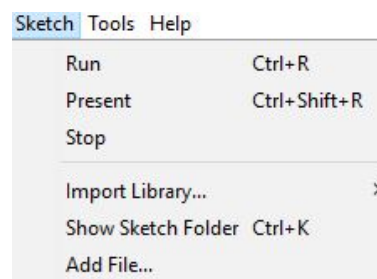 Sketch Tools Help
Run Ctrl+R
Present Ctrl+Shift+R
Stop
Import Library...
Show Sketch Folder Ctrl+K
Add File...